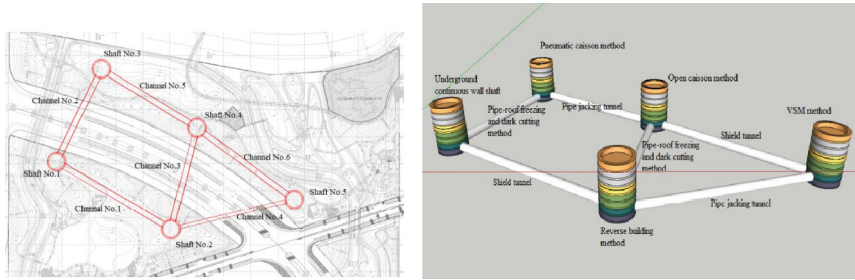 Shaft No.3
Channel No.5
Channel No.2
Shaft No.4
Channel No.3
Channel No.6
Shaft No.1
Shaft No.5
Channel No.1
Channel No.4
Shaft No.2
Pneumatic caisson method
Underground
continuous wall shaft
Open caisson method
VSM method
Pipe-roof freezing
and dark cutting
method
Pipe jacking tunnel
Shield tunnel
Pipe-roof freezing
and dark cutting
method
Shield tunnel
Pipe jacking tunnel
Reverse building
method